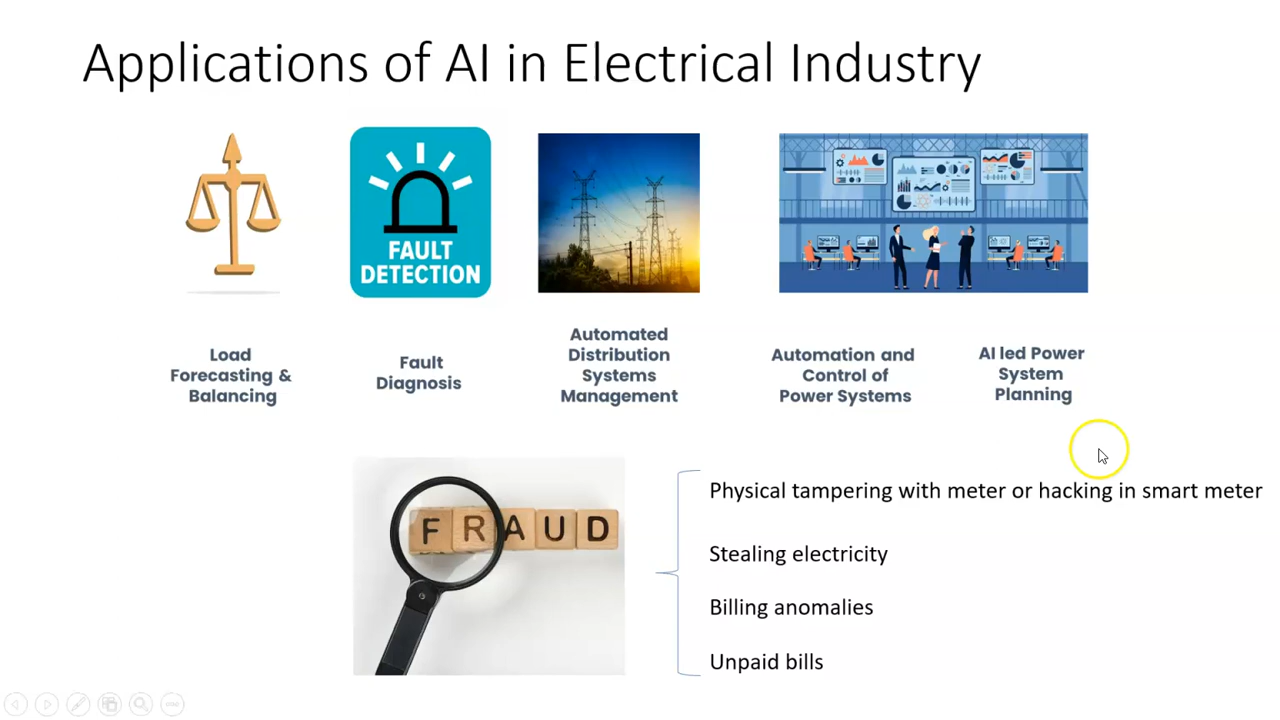 Applications of AI in Electrical Industry
FAULT
DETECTION
Load
Forecasting &
Balancing
Fault
Diagnosis
Automated
Distribution
Systems
Management
Automation and
Control of
Power Systems
AI led Power
System
Planning
FRAUD
Physical tampering with meter or hacking in smart meter
Stealing electricity
Billing anomalies
Unpaid bills